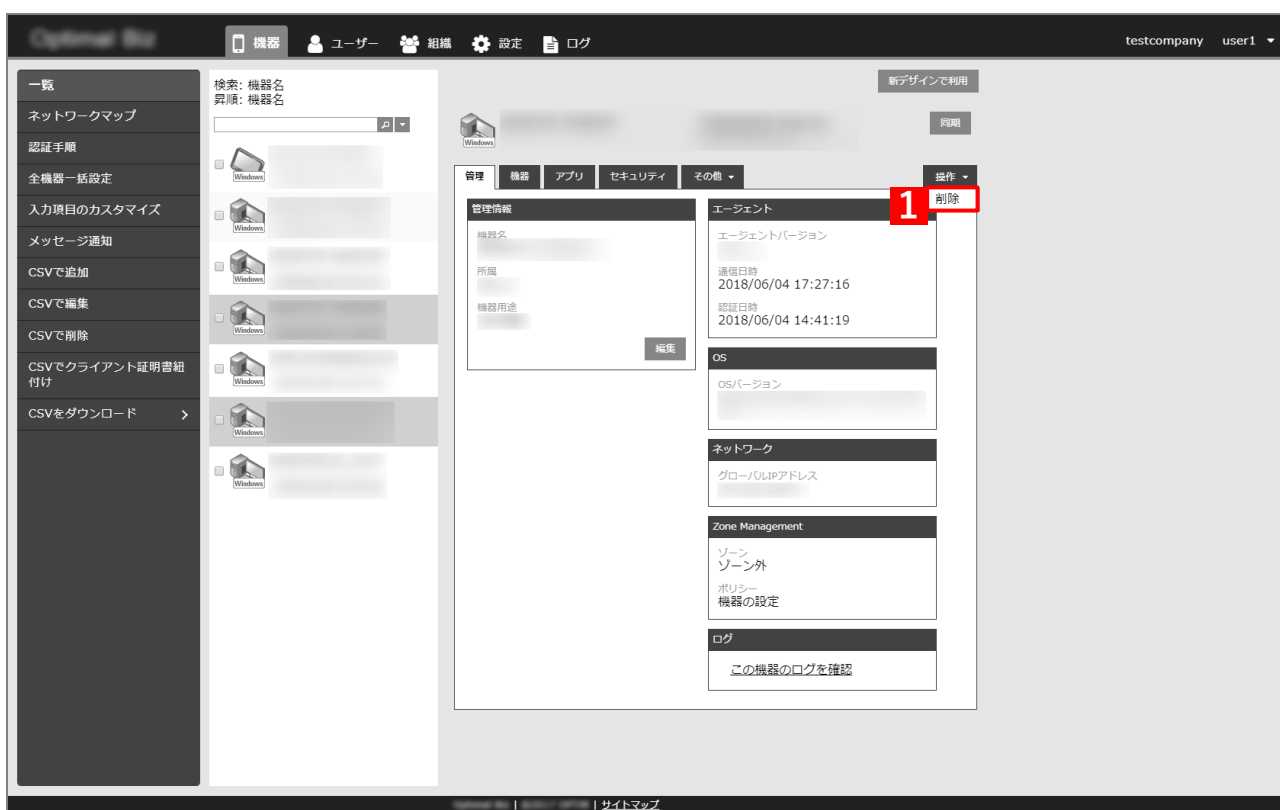 機器
ユーザー
組織
設定
ログ
testcompany
user1
一覧
ネットワークマップ
認証手順
全機器一括設定
入力項目のカスタマイズ
メッセージ通知
CSVで追加
CSVで編集
CSVで削除
CSVでクライアント証明書紐
付け
CSVをダウンロード
検索: 機器名
昇順: 機器名
Windows
Windows
Windows
Windows
Windows
Windows
Windows
新デザインで利用
Windows
同期
管理
機器
アプリ
セキュリティ
その他
操作
1
削除
管理情報
機器名
所属
機器用途
編集
エージェント
エージェントバージョン
通信日時
2018/06/04 17:27:16
認証日時
2018/06/04 14:41:19
OS
OSバージョン
ネットワーク
グローバルIPアドレス
Zone Management
ゾーン
ゾーン外
ポリシー
機器の設定
ログ
この機器のログを確認
| | サイトマップ